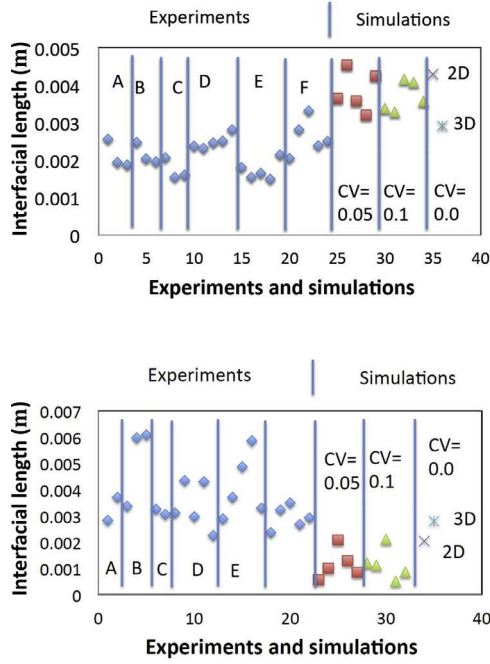 Experiments Simulations
Interfacial length (m)
0.005
0.004
0.003
0.002
0.001
0
A B C D E F
2D
3D
CV= CV= CV=
0.05 0.1 0.0
0 5 10 15 20 25 30 35 40
Experiments and simulations
Experiments Simulations
Interfacial length (m)
0.007
0.006
0.005
0.004
0.003
0.002
0.001
0.000
CV= CV= CV=
0.05 0.1 0.0
3D
2D
A B C D E
0 10 20 30 40
Experiments and simulations